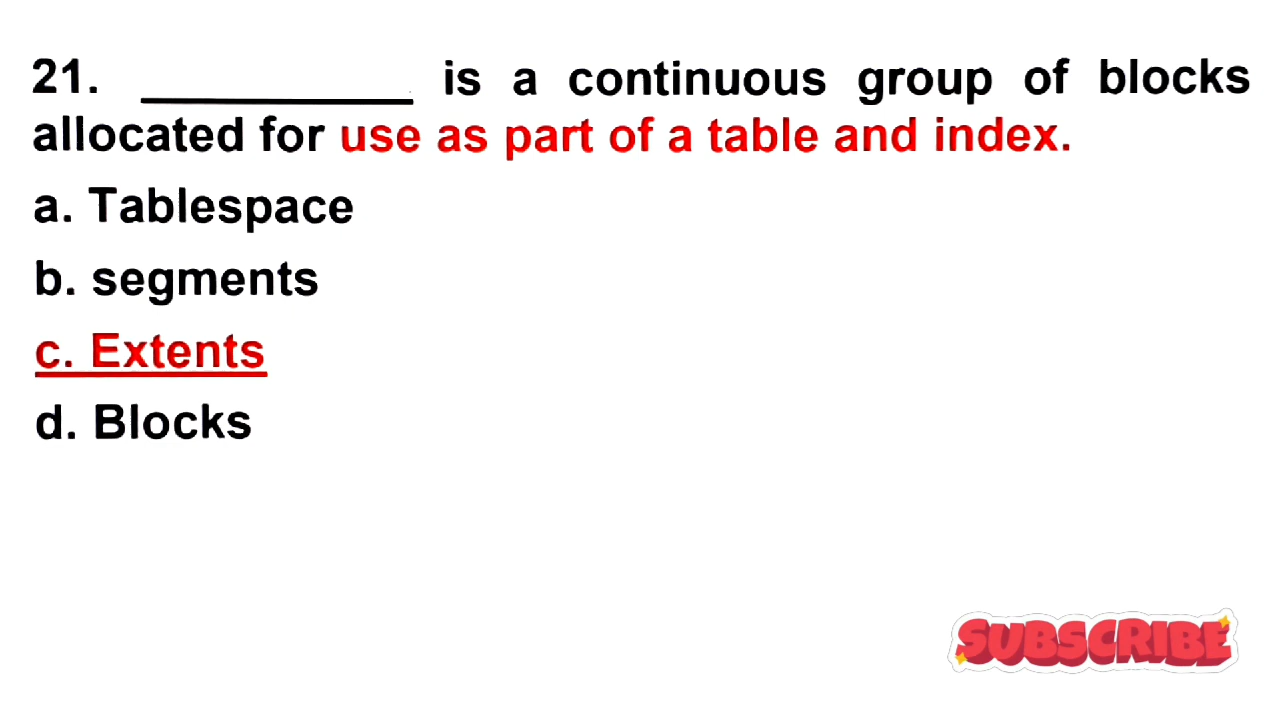 21. __________ is a continuous group of blocks
allocated for use as part of a table and index.
a. Tablespace
b. segments
c. Extents
d. Blocks
SUBSCRIBE